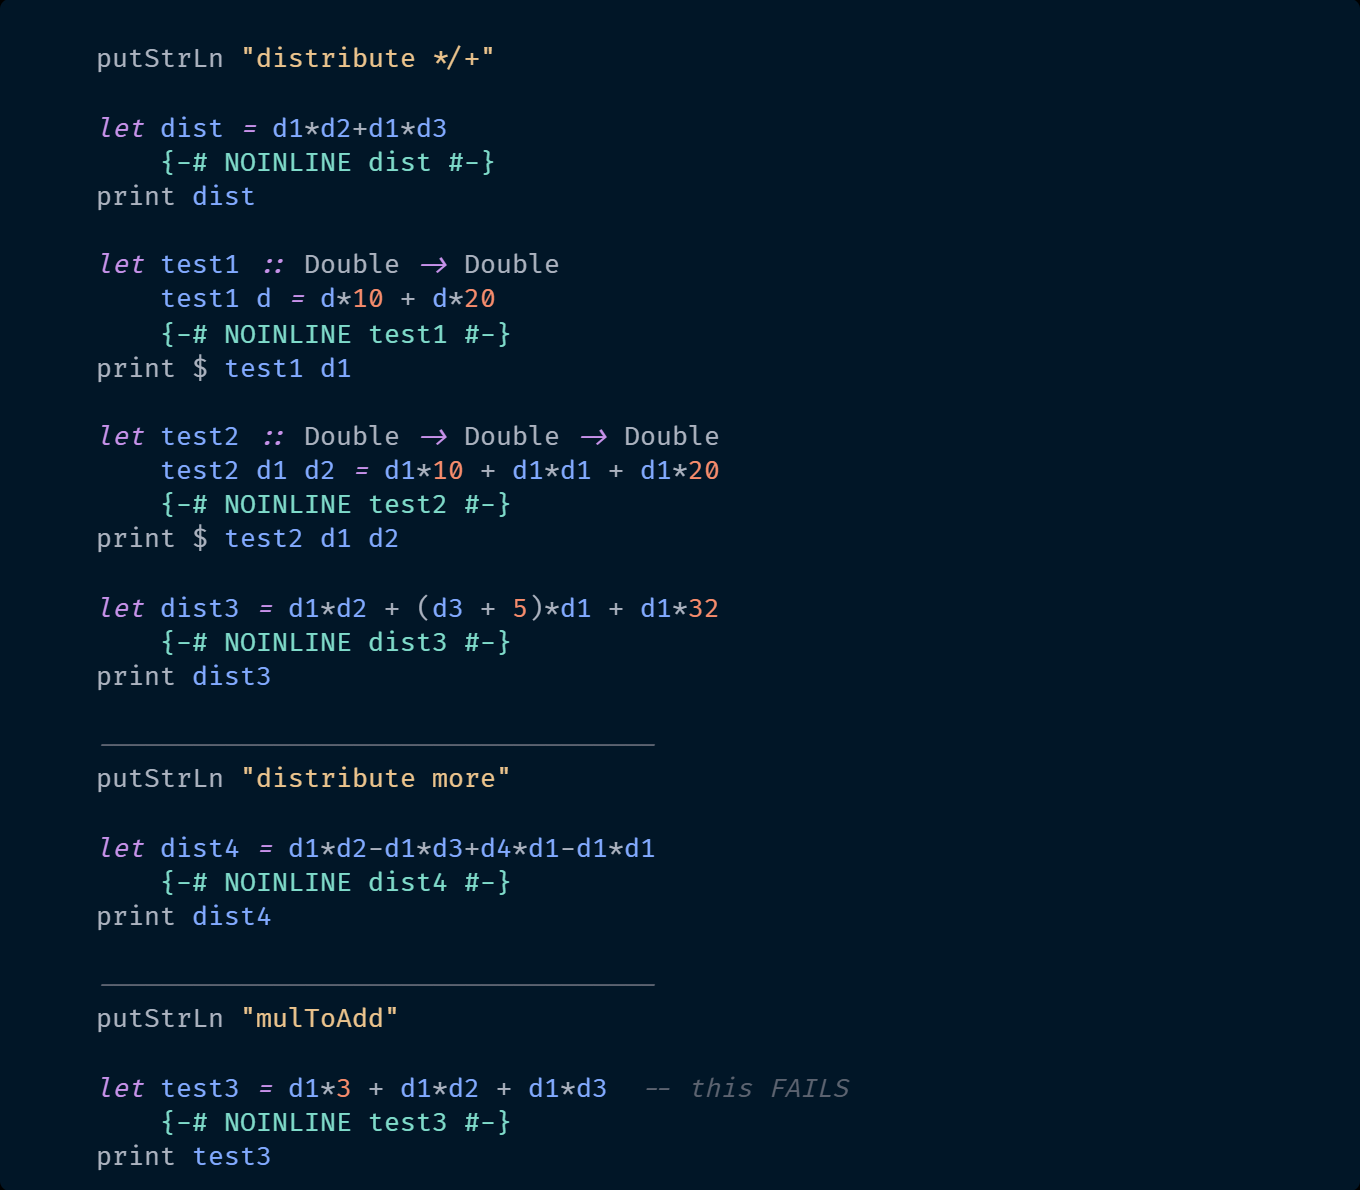 putStrLn "distribute */+"
let dist = d1*d2+d1*d3
{-# NOINLINE dist #-}
print dist
let test1 :: Double -> Double
test1 d = d*10 + d*20
{-# NOINLINE test1 #-}
print $ test1 d1
let test2 :: Double -> Double -> Double
test2 d1 d2 = d1*10 + d1*d1 + d1*20
{-# NOINLINE test2 #-}
print $ test2 d1 d2
let dist3 = d1*d2 + (d3 + 5)*d1 + d1*32
{-# NOINLINE dist3 #-}
print dist3
-----------------------------------
putStrLn "distribute more"
let dist4 = d1*d2-d1*d3+d4*d1-d1*d1
{-# NOINLINE dist4 #-}
print dist4
-----------------------------------
putStrLn "mulToAdd"
let test3 = d1*3 + d1*d2 + d1*d3  -- this FAILS
{-# NOINLINE test3 #-}
print test3